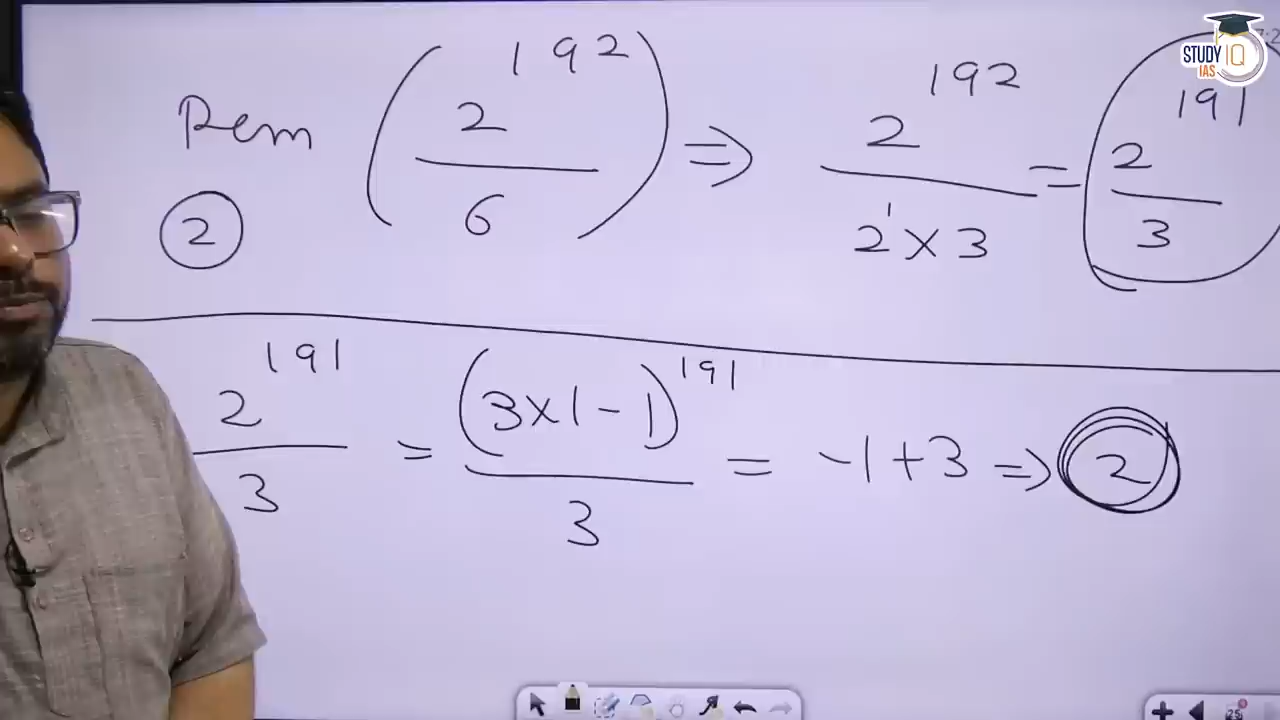 STUDY IQ
IAS
Rem (2^192 / 6) ⇒ 2^192 / (2^1 × 3) = 2^191 / 3
2
2^191 / 3 = (3×1-1)^191 / 3 = -1+3 ⇒ 2
25